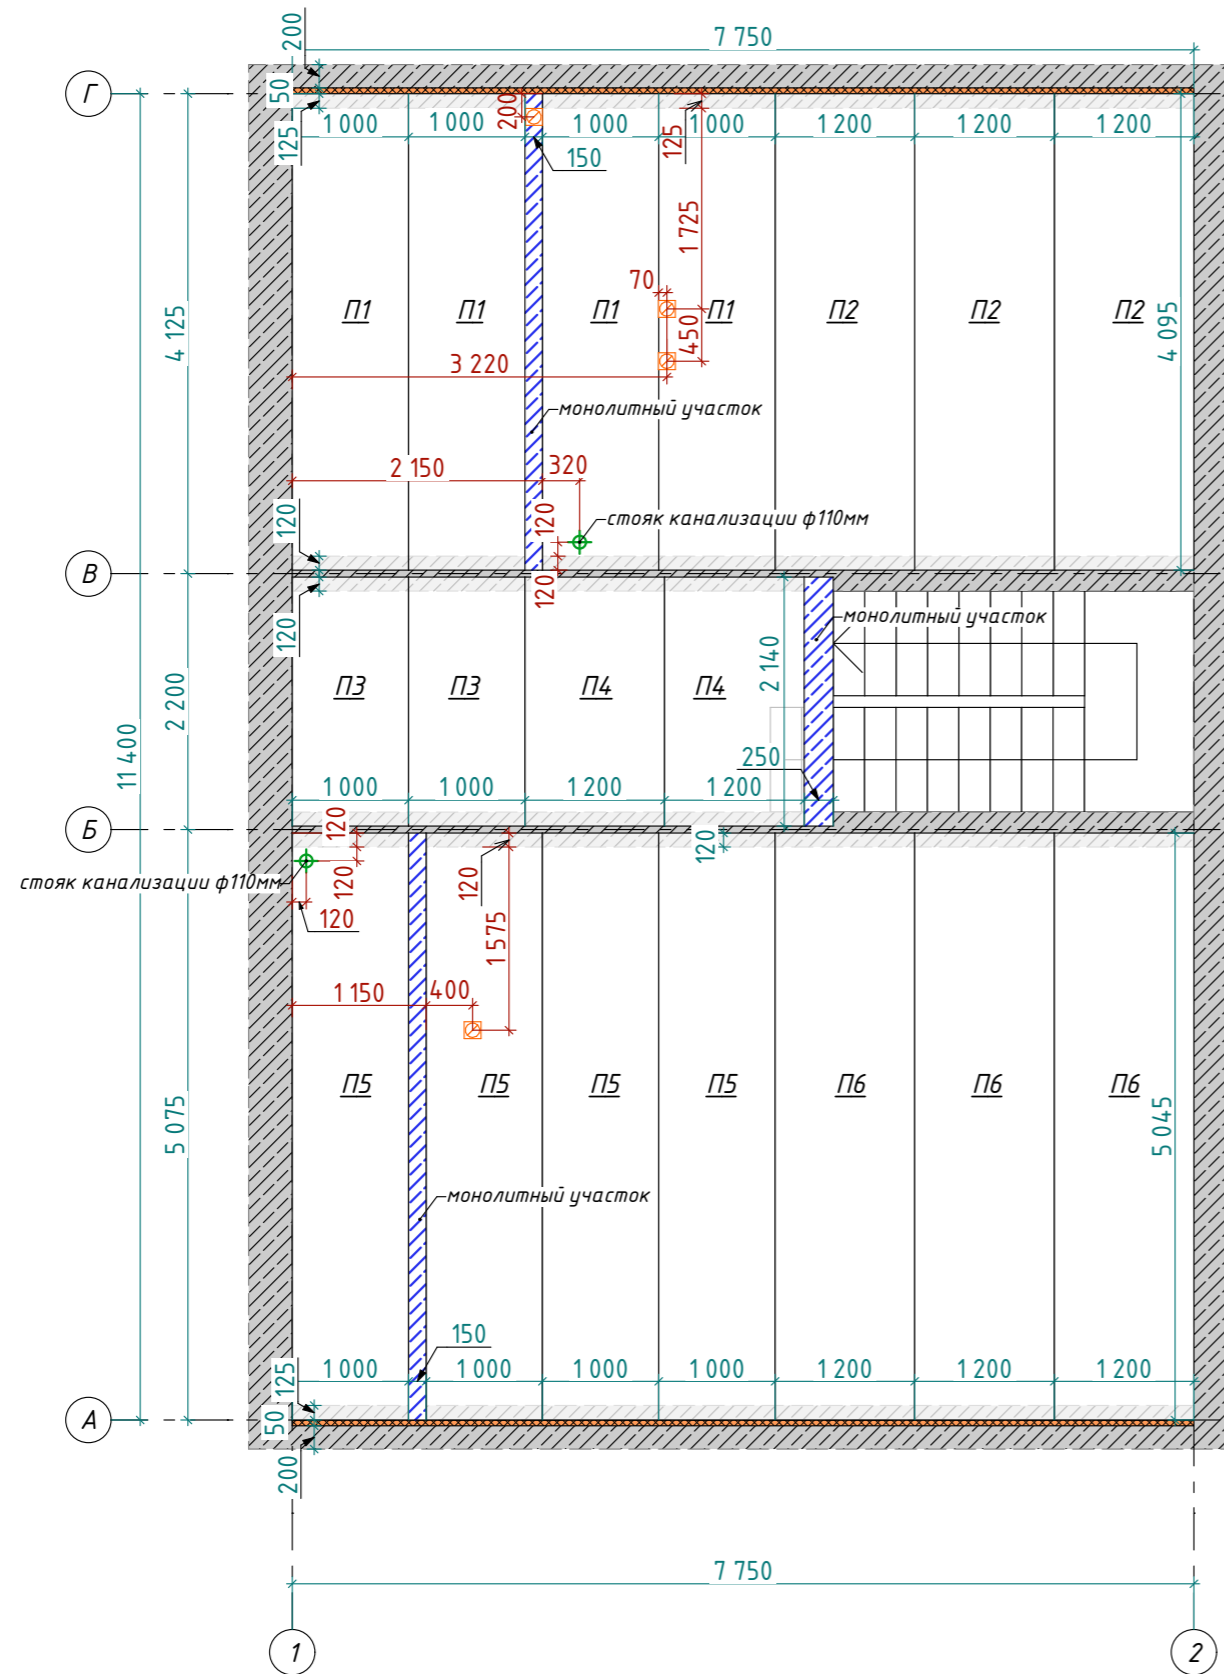 200
7 750
Г
50
125
1 000
1 000
200
1 000
1 000
125
1 200
1 200
1 200
150
1 725
70
П1
П1
П1
П1
П2
П2
П2
4 125
450
4 095
3 220
монолитный участок
2 150
320
120
120
стояк канализации ф110мм
В
120
120
монолитный участок
2 140
П3
П3
П4
П4
2 200
11 400
250
1 000
1 000
1 200
1 200
Б
120
120
стояк канализации ф110мм
120
120
120
1 575
1 150
400
П5
П5
П5
П5
П6
П6
П6
5 075
5 045
монолитный участок
150
125
1 000
1 000
1 000
1 000
1 200
1 200
1 200
А
50
200
7 750
1
2